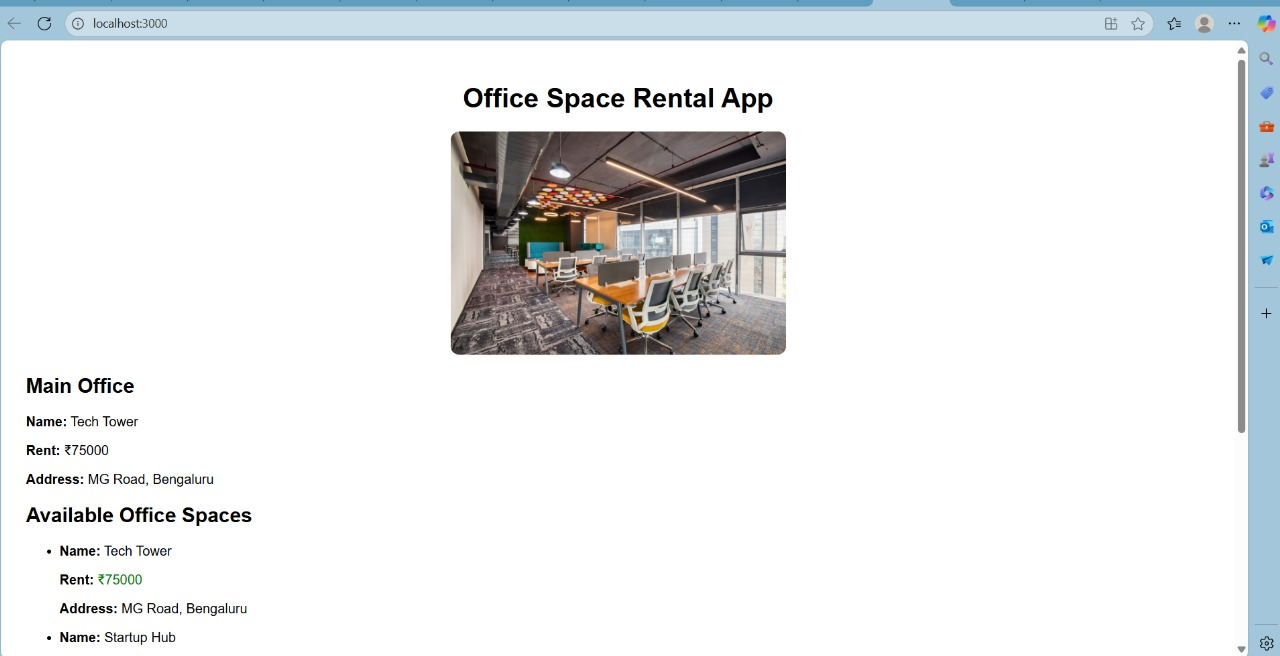 localhost:3000
Office Space Rental App
Main Office
Name: Tech Tower
Rent: ₹75000
Address: MG Road, Bengaluru
Available Office Spaces
• Name: Tech Tower
Rent: ₹75000
Address: MG Road, Bengaluru
• Name: Startup Hub